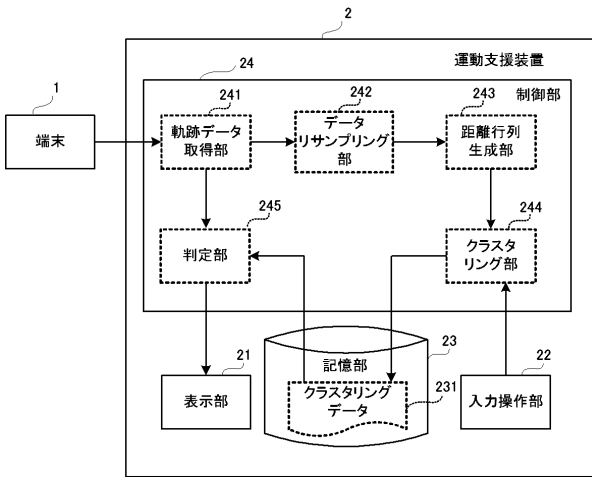 2
運動支援装置
24
制御部
1
端末
241
軌跡データ
取得部
242
データ
リサンプリング
部
243
距離行列
生成部
245
判定部
244
クラスタ
リング部
21
表示部
23
記憶部
クラスタリング
データ
231
22
入力操作部